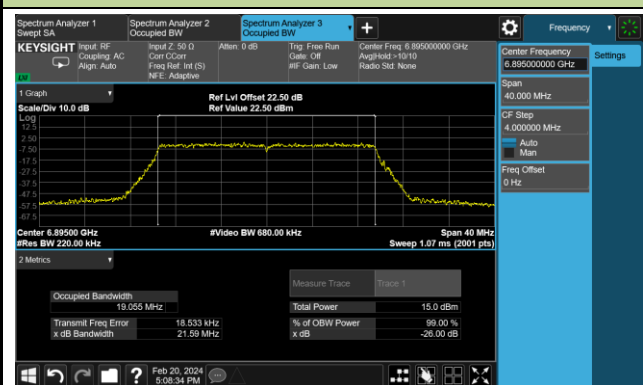 Spectrum Analyzer 1
Swept SA
Spectrum Analyzer 2
Occupied BW
Spectrum Analyzer 3
Occupied BW
Frequency
KEYSIGHT
Input: RF
Coupling: AC
Align: Auto
Input Z: 50 Ω
Corr CCorr
Freq Ref: Int (S)
NFE: Adaptive
Atten: 0 dB
Trig: Free Run
Gate: Off
#IF Gain: Low
Center Freq: 6.895000000 GHz
Avg|Hold:>10/10
Radio Std: None
Center Frequency
6.895000000 GHz
Settings
Span
40.000 MHz
CF Step
4.000000 MHz
Auto
Man
Freq Offset
0 Hz
1 Graph
Scale/Div 10.0 dB
Ref Lvl Offset 22.50 dB
Ref Value 22.50 dBm
Log
12.5
2.50
-7.50
-17.5
-27.5
-37.5
-47.5
-57.5
-67.5
Center 6.89500 GHz
#Res BW 220.00 kHz
#Video BW 680.00 kHz
Span 40 MHz
Sweep 1.07 ms (2001 pts)
2 Metrics
Measure Trace
Trace 1
Occupied Bandwidth
19.055 MHz
Total Power
15.0 dBm
Transmit Freq Error
18.533 kHz
% of OBW Power
99.00 %
x dB Bandwidth
21.59 MHz
x dB
-26.00 dB
Feb 20, 2024
5:08:34 PM